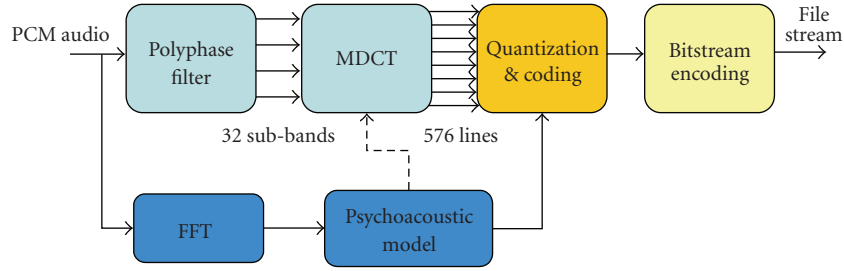 PCM audio
Polyphase
filter
MDCT
Quantization
& coding
Bitstream
encoding
File
stream
32 sub-bands
576 lines
FFT
Psychoacoustic
model